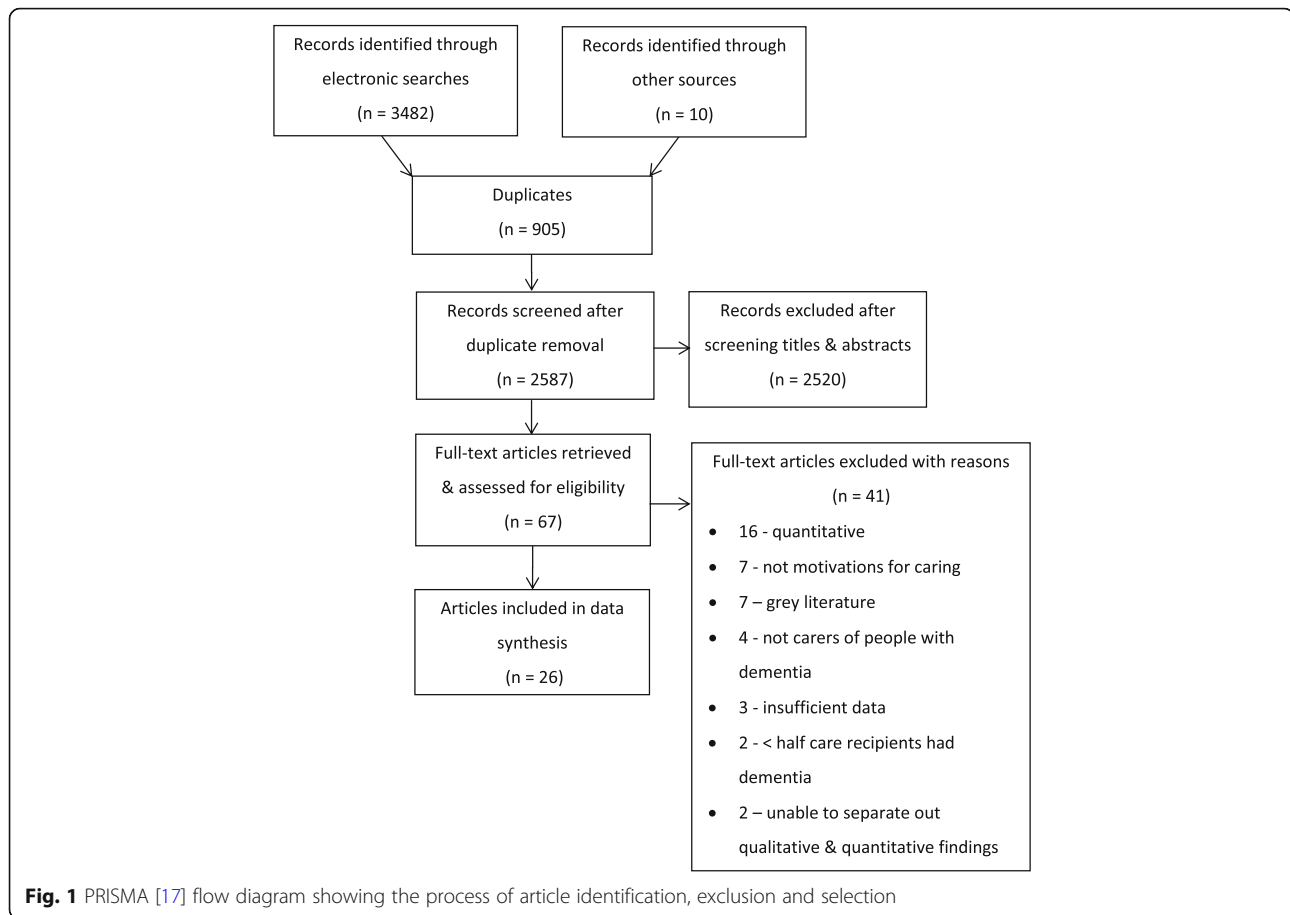 Records identified through
electronic searches
(n = 3482)
Records identified through
other sources
(n = 10)
Duplicates
(n = 905)
Records screened after
duplicate removal
(n = 2587)
Records excluded after
screening titles & abstracts
(n = 2520)
Full-text articles retrieved
& assessed for eligibility
(n = 67)
Full-text articles excluded with reasons
(n = 41)
• 16 - quantitative
• 7 - not motivations for caring
• 7 – grey literature
• 4 - not carers of people with
dementia
• 3 - insufficient data
• 2 - < half care recipients had
dementia
• 2 – unable to separate out
qualitative & quantitative findings
Articles included in data
synthesis
(n = 26)
Fig. 1 PRISMA [17] flow diagram showing the process of article identification, exclusion and selection